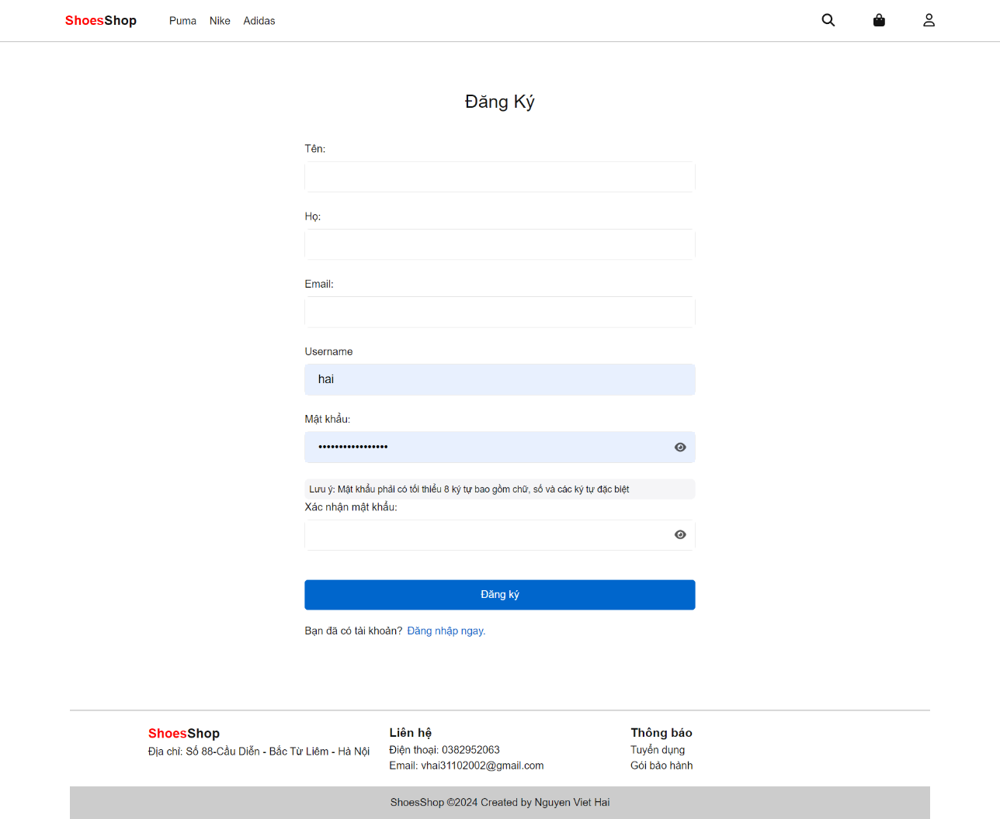 ShoesShop Puma Nike Adidas
Đăng Ký
Tên:
Họ:
Email:
Username
hai
Mật khẩu:
•••••••••••••••••
Lưu ý: Mật khẩu phải có tối thiểu 8 ký tự bao gồm chữ, số và các ký tự đặc biệt
Xác nhận mật khẩu:
Đăng ký
Bạn đã có tài khoản? Đăng nhập ngay.
ShoesShop
Địa chỉ: Số 88-Cầu Diễn - Bắc Từ Liêm - Hà Nội
Liên hệ
Điện thoại: 0382952063
Email: vhai31102002@gmail.com
Thông báo
Tuyển dụng
Gói bảo hành
ShoesShop ©2024 Created by Nguyen Viet Hai